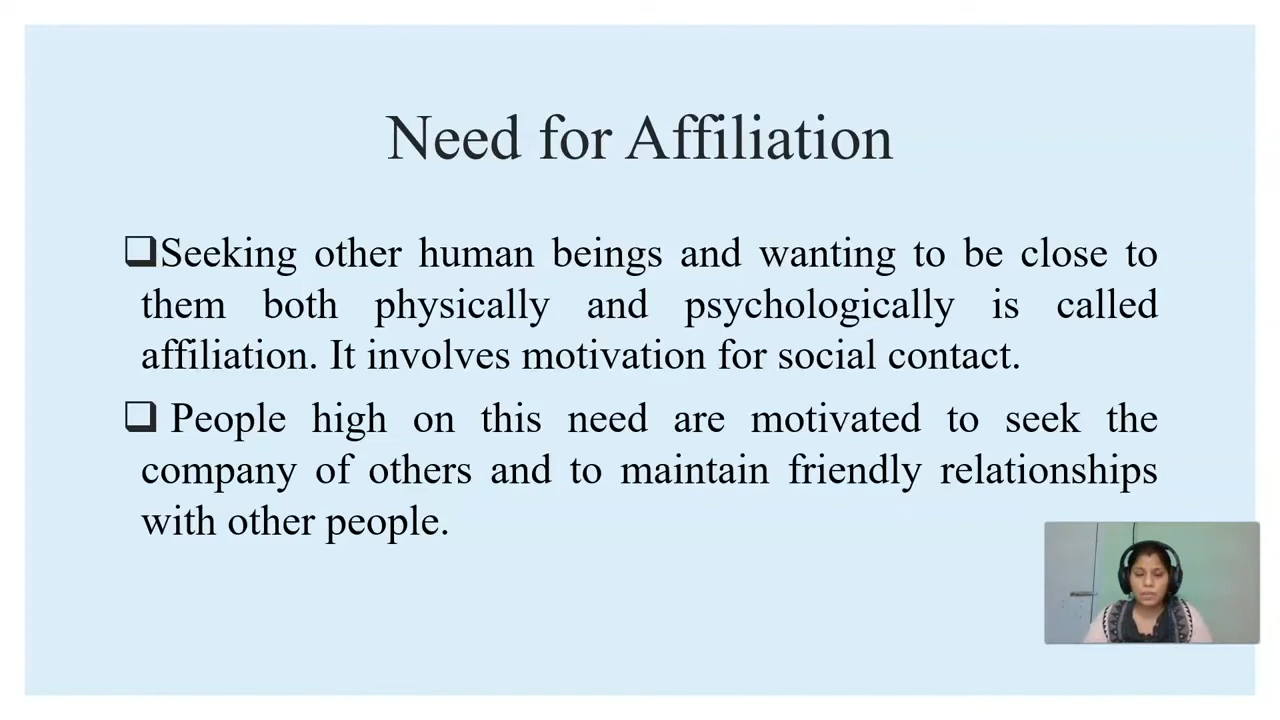 Need for Affiliation
❑Seeking other human beings and wanting to be close to
them both physically and psychologically is called
affiliation. It involves motivation for social contact.
❑ People high on this need are motivated to seek the
company of others and to maintain friendly relationships
with other people.